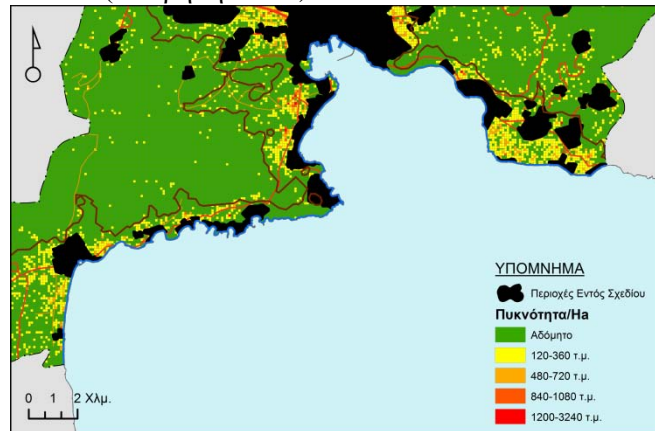 ΥΠΟΜΝΗΜΑ
Περιοχές Εντός Σχεδίου
Πυκνότητα/Ha
Αδόμητο
120-360 τ.μ.
480-720 τ.μ.
840-1080 τ.μ.
1200-3240 τ.μ.
0 1 2 Χλμ.